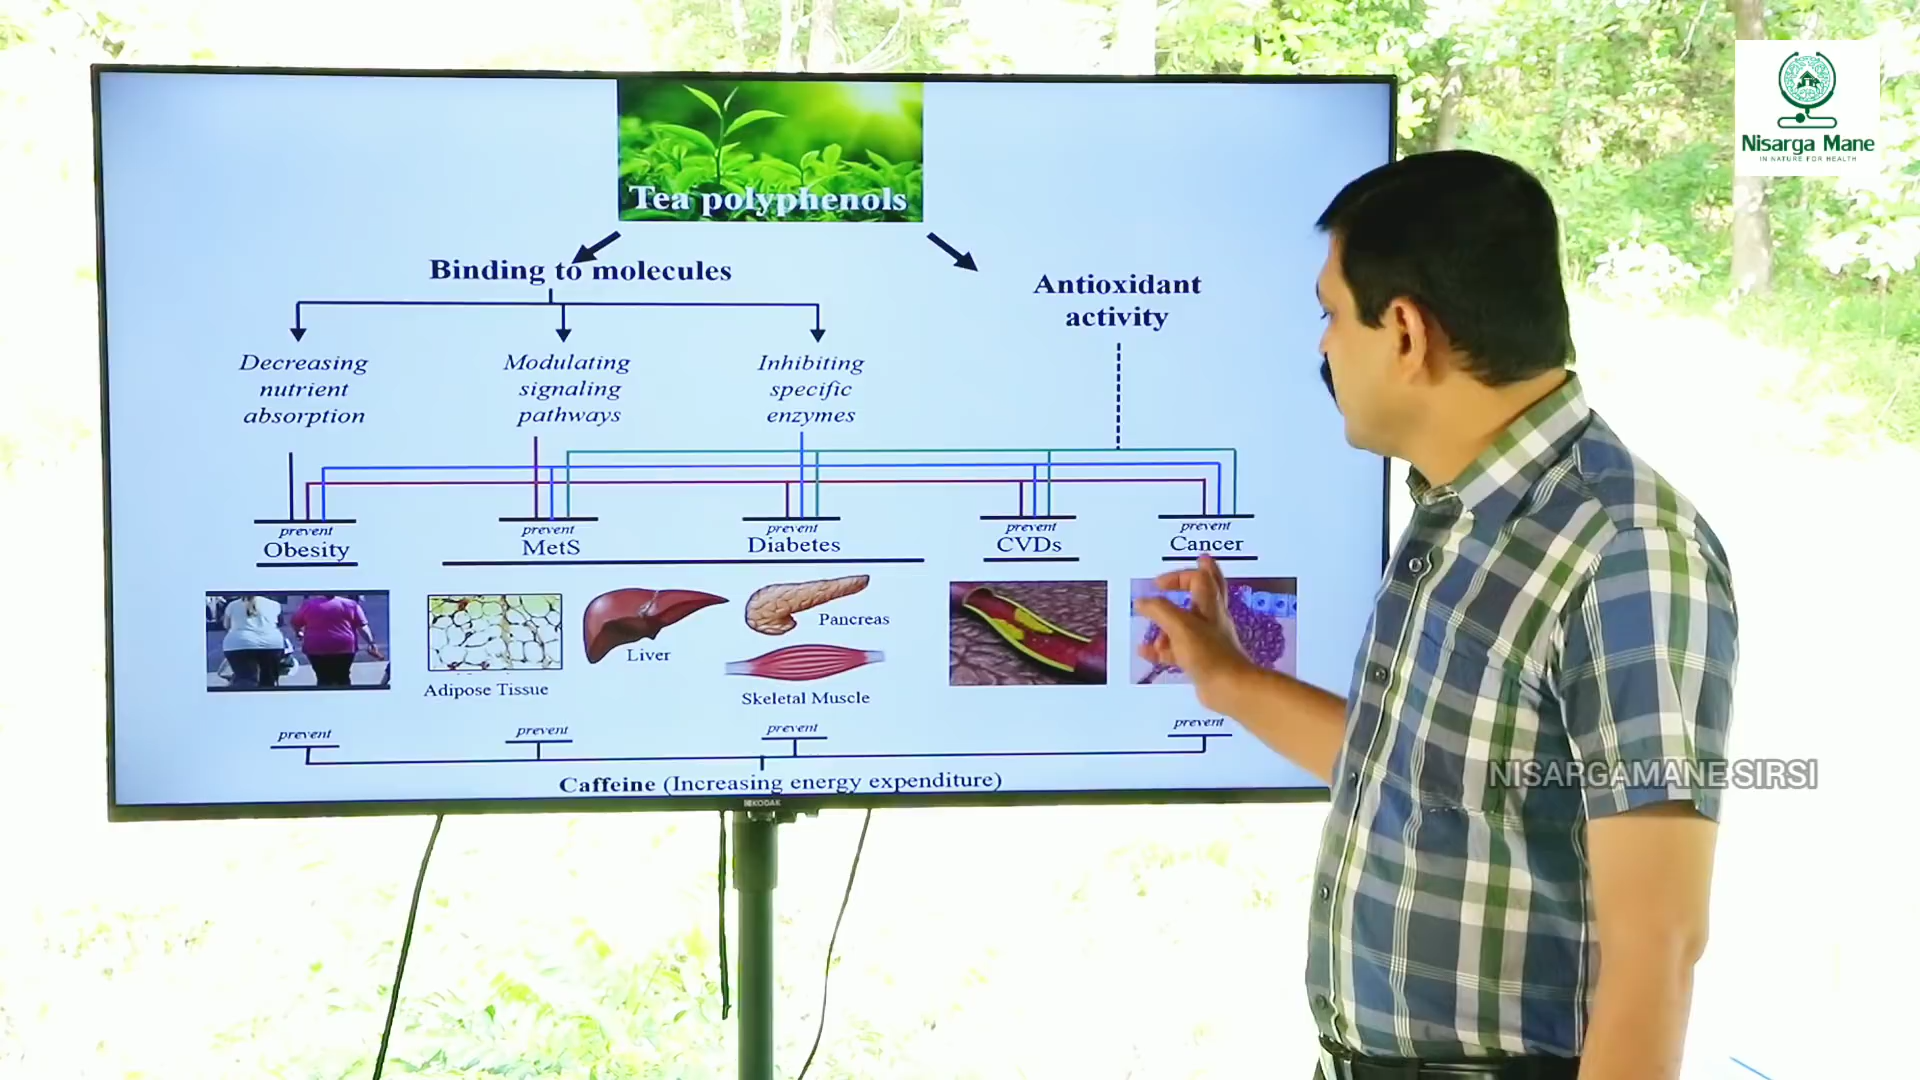 Nisarga Mane
IN NATURE FOR HEALTH
Tea polyphenols
Binding to molecules
Antioxidant
activity
Decreasing
nutrient
absorption
Modulating
signaling
pathways
Inhibiting
specific
enzymes
prevent
Obesity
prevent
MetS
prevent
Diabetes
prevent
CVDs
prevent
Cancer
Adipose Tissue
Liver
Pancreas
Skeletal Muscle
prevent
prevent
prevent
prevent
Caffeine (Increasing energy expenditure)
KODAK
NISARGAMANE SIRSI